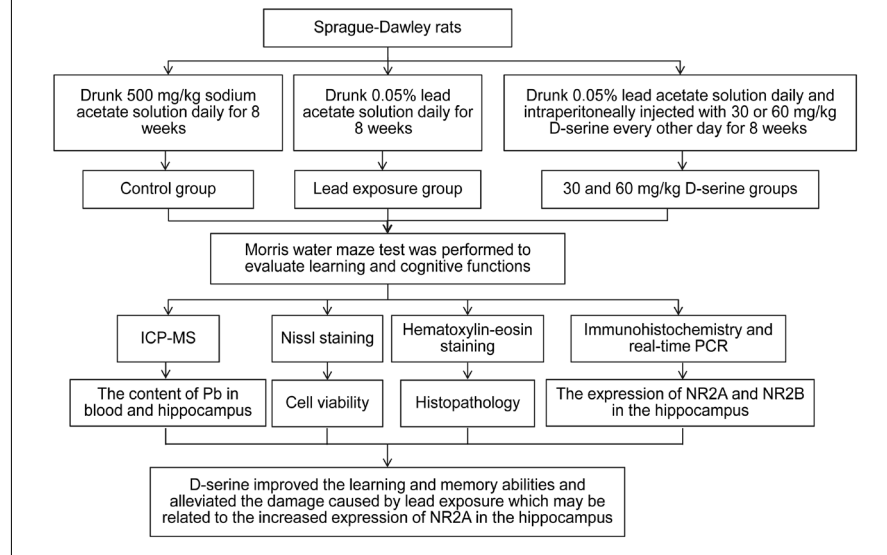 Sprague-Dawley rats
Drunk 500 mg/kg sodium
acetate solution daily for 8
weeks
Drunk 0.05% lead
acetate solution daily for
8 weeks
Drunk 0.05% lead acetate solution daily and
intraperitoneally injected with 30 or 60 mg/kg
D-serine every other day for 8 weeks
Control group
Lead exposure group
30 and 60 mg/kg D-serine groups
Morris water maze test was performed to
evaluate learning and cognitive functions
ICP-MS
Nissl staining
Hematoxylin-eosin
staining
Immunohistochemistry and
real-time PCR
The content of Pb in
blood and hippocampus
Cell viability
Histopathology
The expression of NR2A and NR2B
in the hippocampus
D-serine improved the learning and memory abilities and
alleviated the damage caused by lead exposure which may be
related to the increased expression of NR2A in the hippocampus